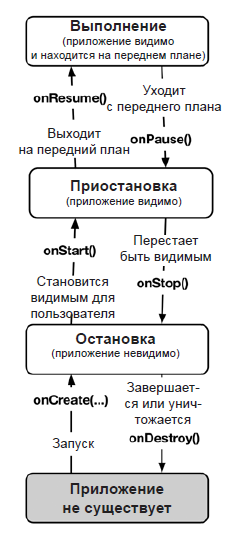 Выполнение
(приложение видимо
и находится на переднем плане)
onResume()
Уходит
с переднего плана
Выходит
на передний план
onPause()
Приостановка
(приложение видимо)
onStart()
Перестает
быть видимым
Становится
видимым для
пользователя
onStop()
Остановка
(приложение невидимо)
onCreate(...)
Завершает-
ся или унич-
тожается
Запуск
onDestroy()
Приложение
не существует